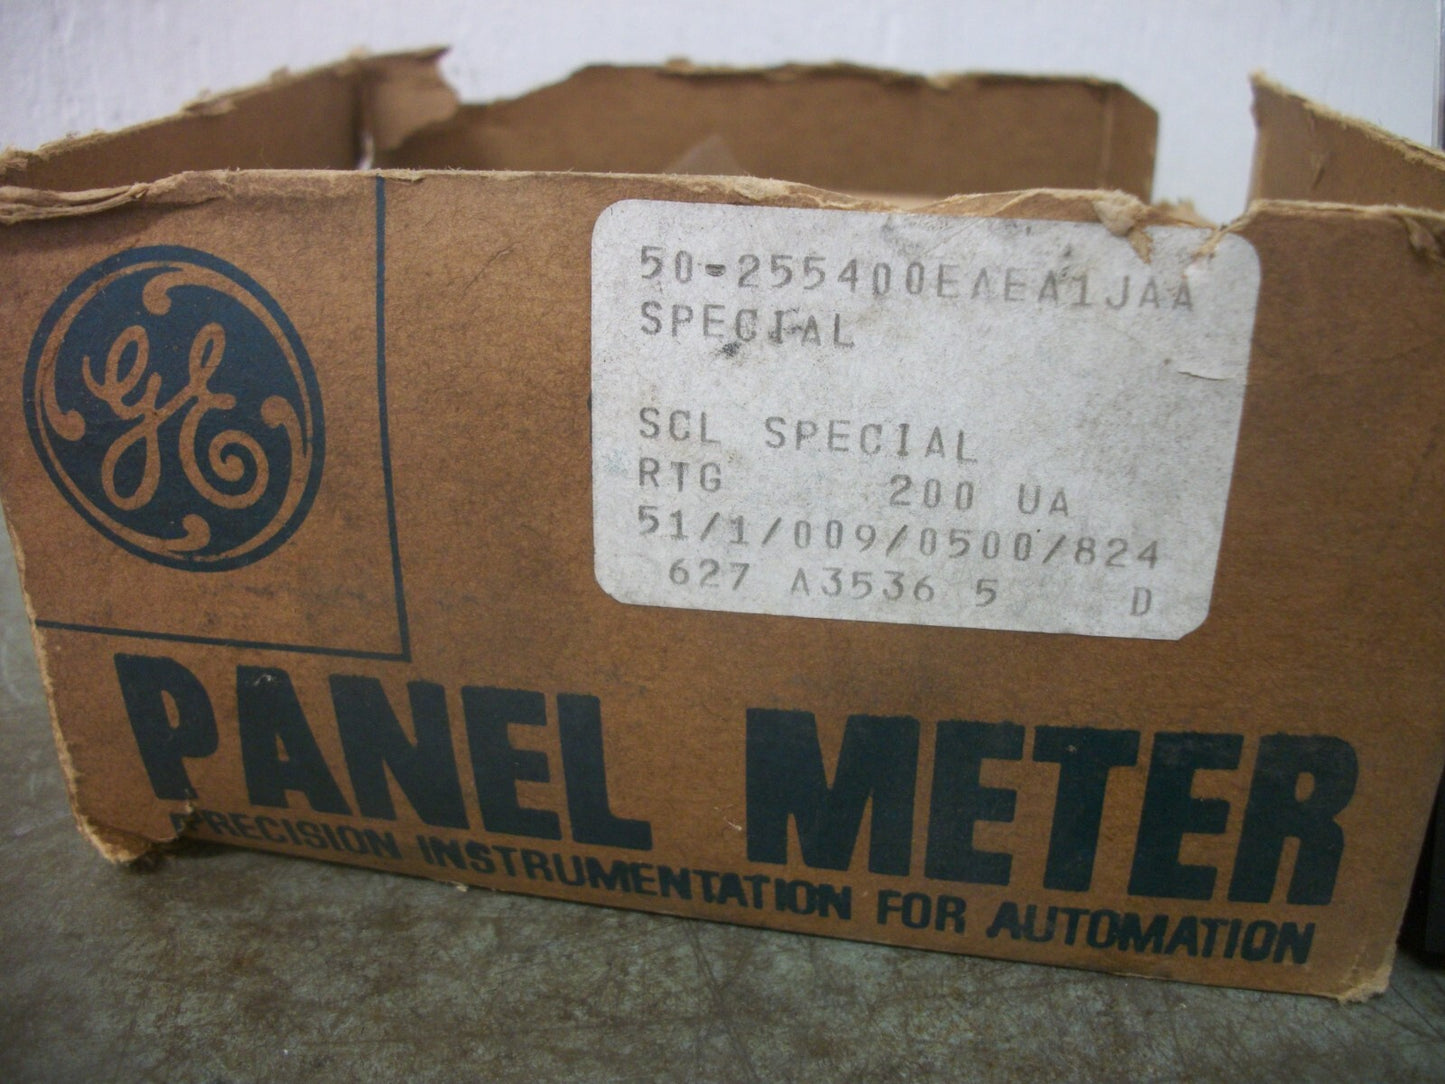 GE
50-255400EAEA1JAA
SPECIAL
SCL SPECIAL
RTG 200 UA
51/1/009/0500/824
627 A3536 5 D
PANEL METER
PRECISION INSTRUMENTATION FOR AUTOMATION